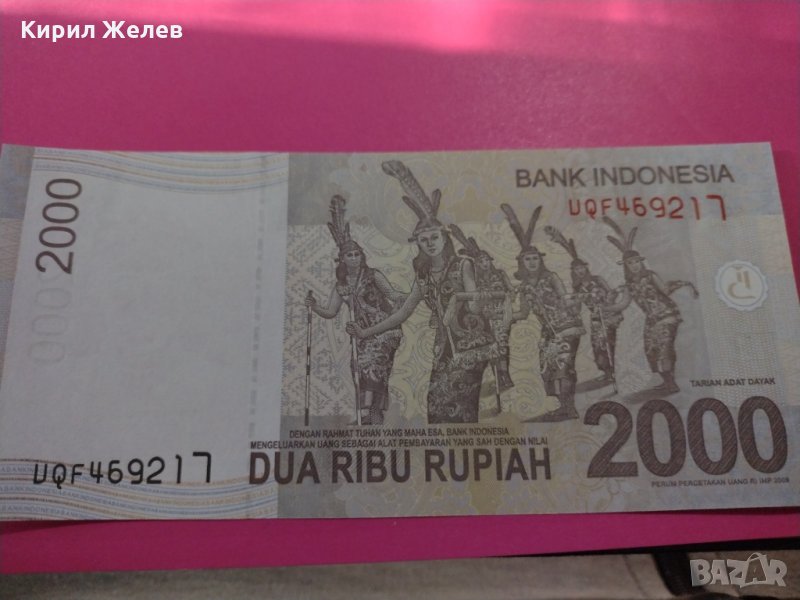 Кирил Желев
2000
BANK INDONESIA
UQF469217
TARIAN ADAT DAYAK
DENGAN RAHMAT TUHAN YANG MAHA ESA, BANK INDONESIA
MENGELUARKAN UANG SEBAGAI ALAT PEMBAYARAN YANG SAH DENGAN NILAI
DUA RIBU RUPIAH
2000
UQF469217
PERUM PERCETAKAN UANG RI IMP 2009
BAZAR